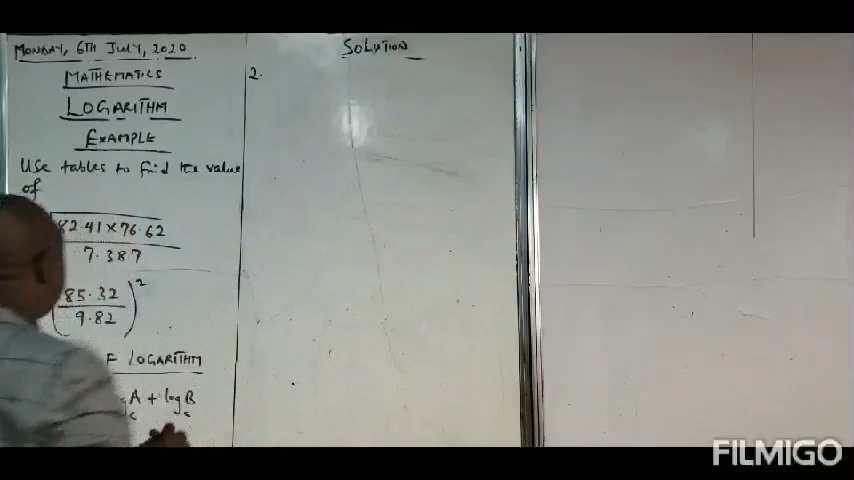 MONDAY, 6TH JULY, 2020
MATHEMATICS
LOGARITHM
EXAMPLE
Use tables to find the value
of
82.41 × 76.62
7.387
(85.32
9.82)²
F LOGARITHM
A + log B
c c
SOLUTION
2.
FILMIGO